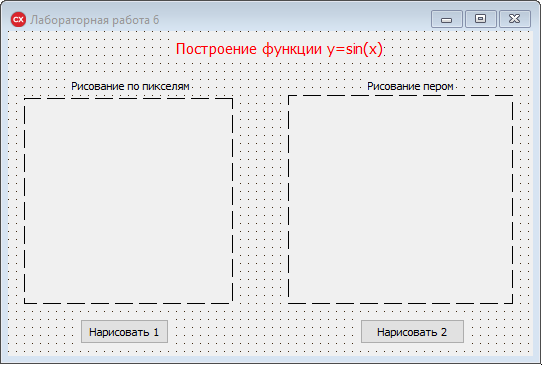 CX Лабораторная работа 6
Построение функции y=sin(x)
Рисование по пикселям
Рисование пером
Нарисовать 1
Нарисовать 2